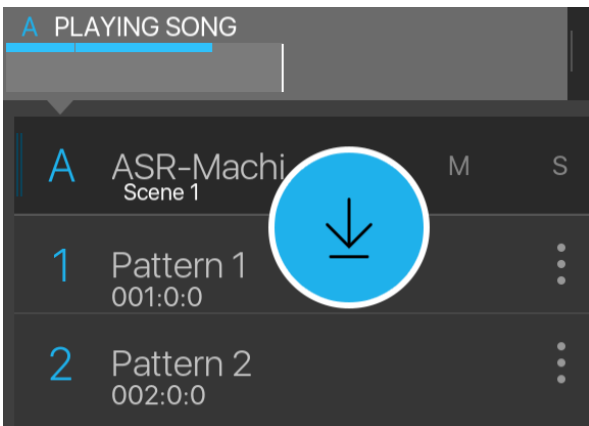 A PLAYING SONG
A ASR-Machi M S
Scene 1
1 Pattern 1
001:0:0
2 Pattern 2
002:0:0